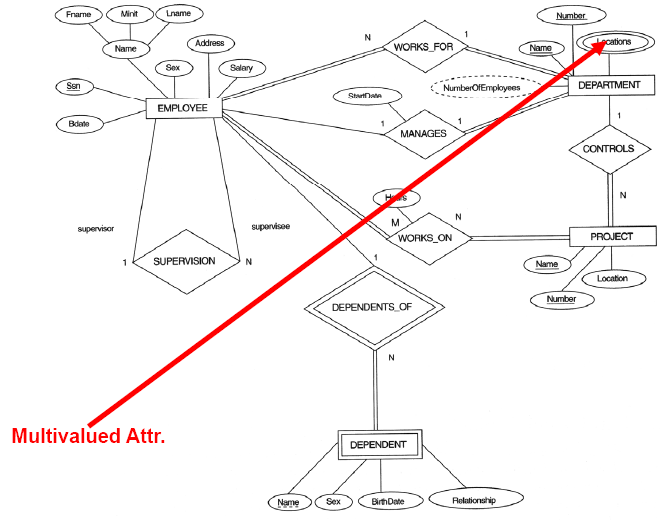 Fname
Minit
Lname
Number
Name
Address
N
1
WORKS_FOR
Name
Locations
Sex
Salary
Ssn
StartDate
NumberOfEmployees
DEPARTMENT
EMPLOYEE
Bdate
1
MANAGES
1
1
CONTROLS
Hours
N
M
N
supervisor
supervisee
WORKS_ON
PROJECT
1
SUPERVISION
N
1
Name
Location
Number
DEPENDENTS_OF
N
Multivalued Attr.
DEPENDENT
Name
Sex
BirthDate
Relationship